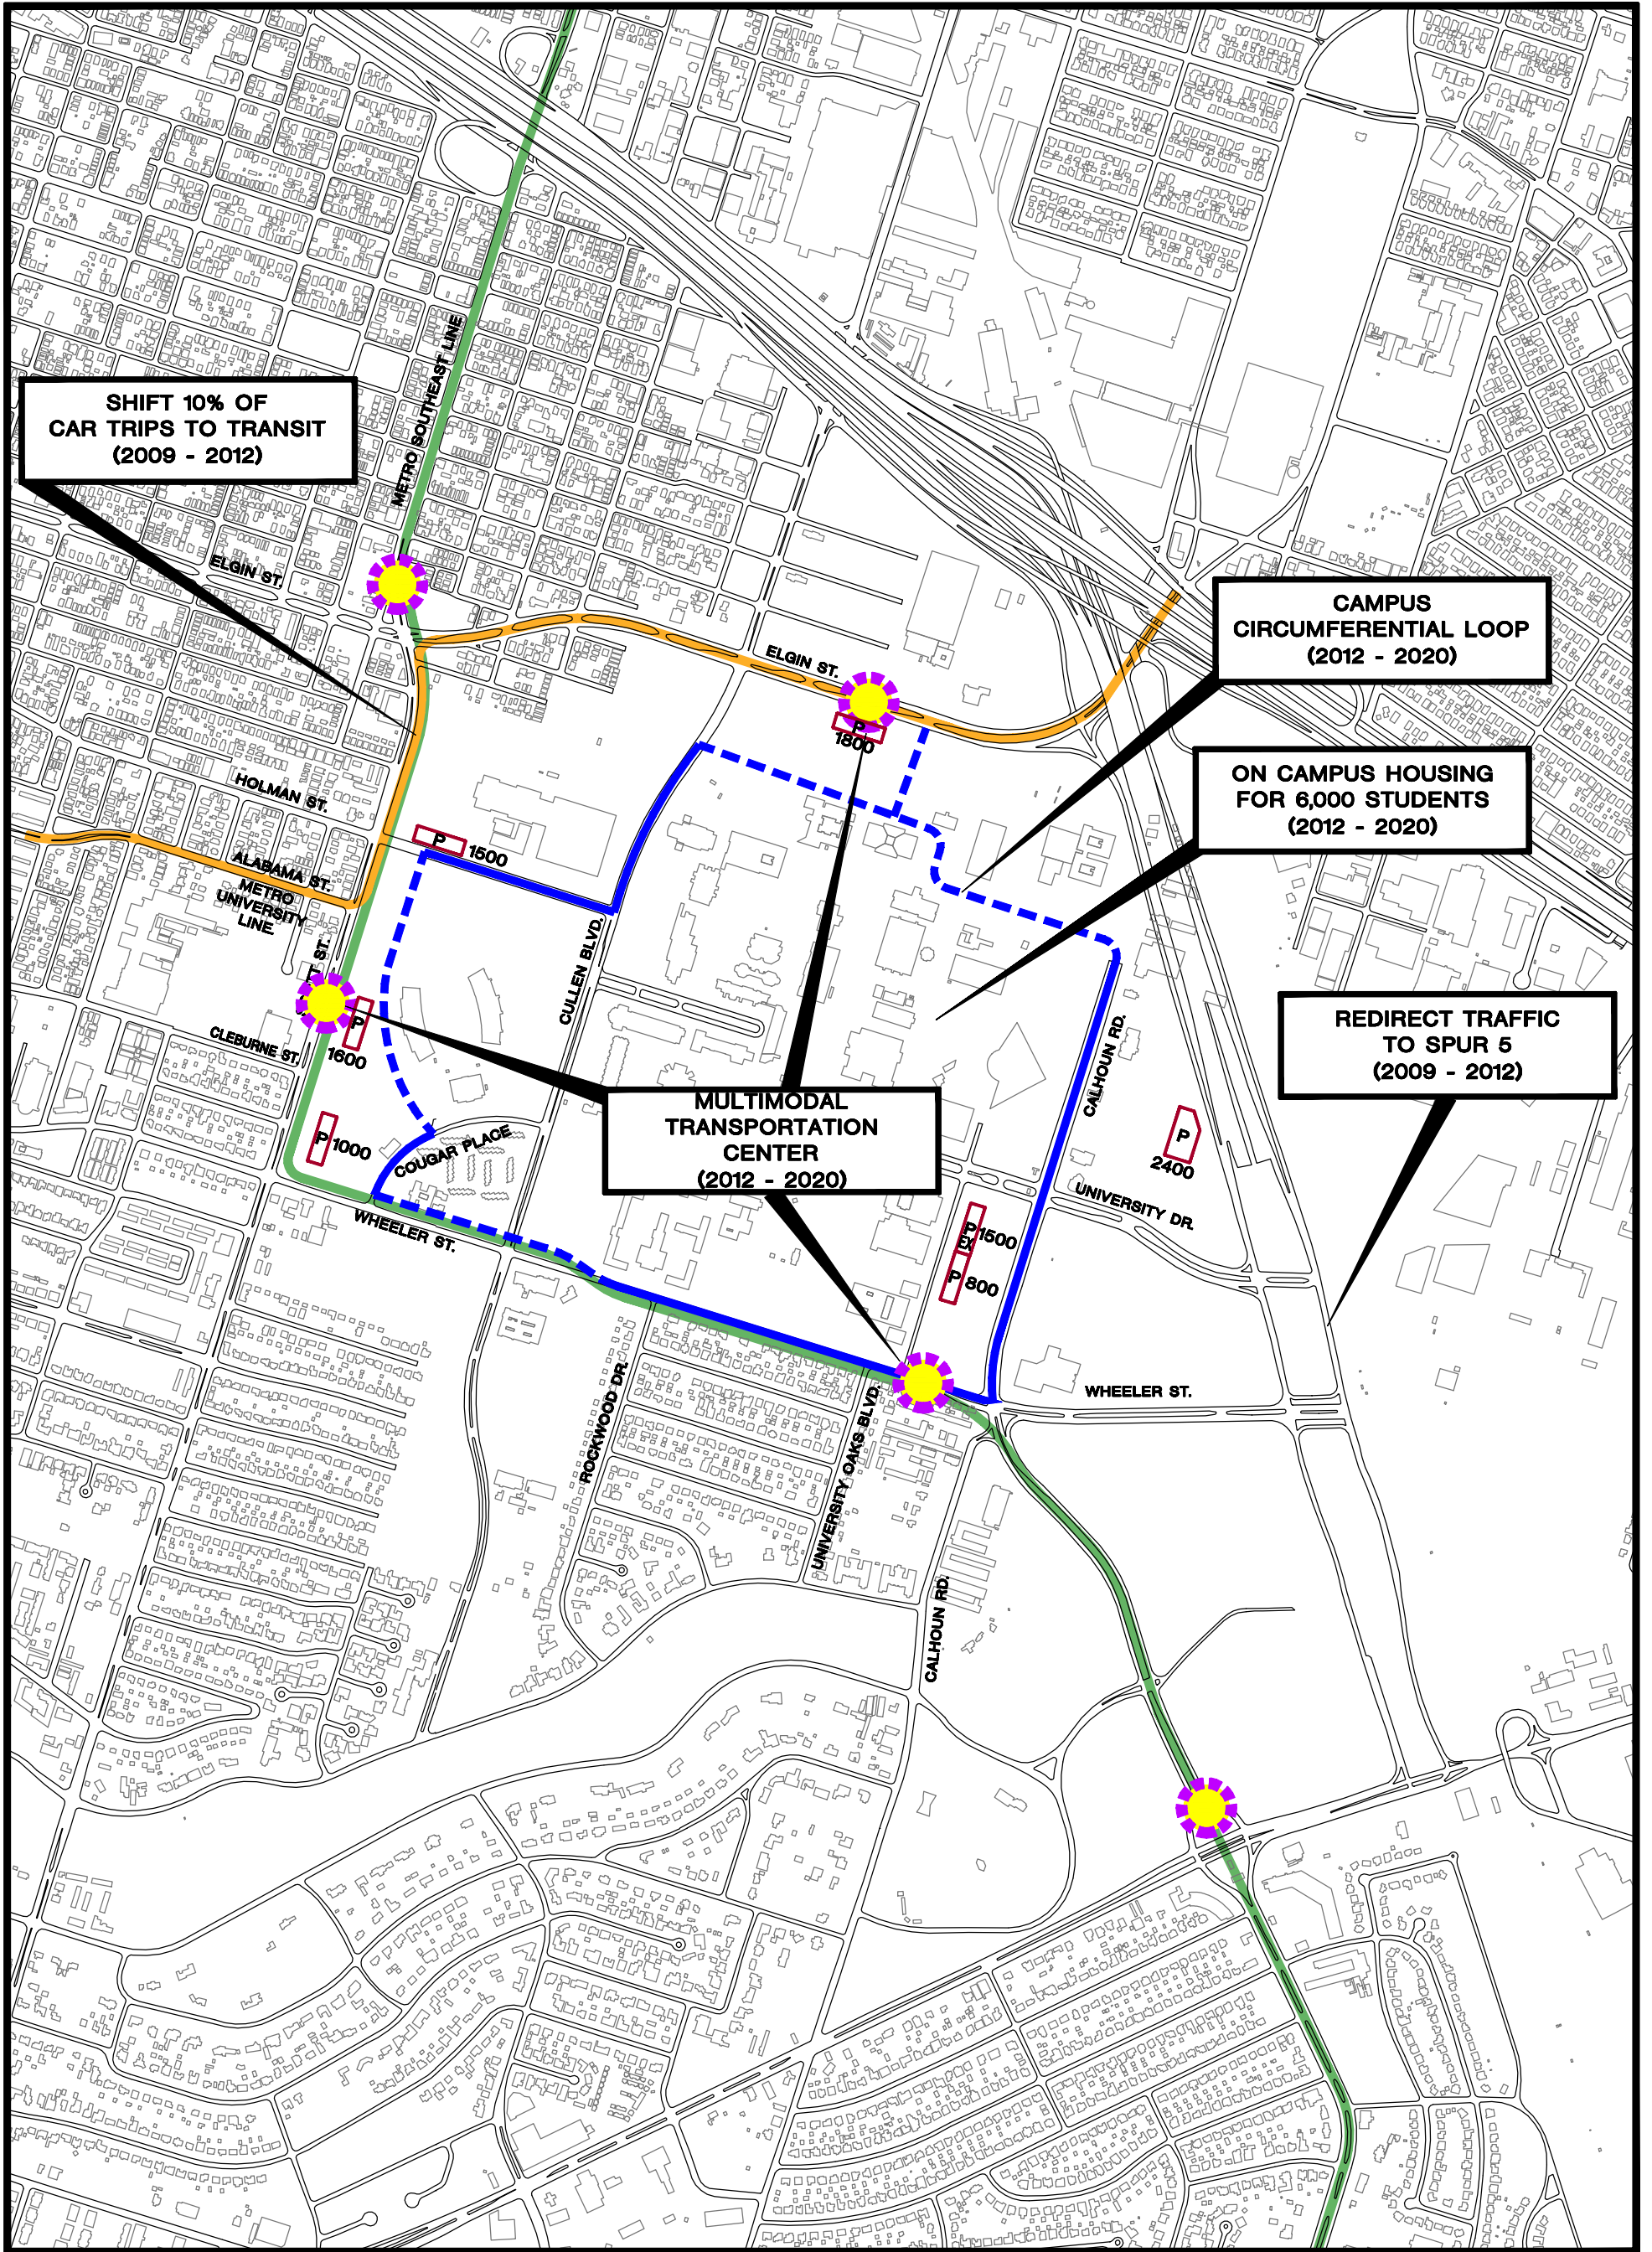 METRO SOUTHEAST LINE
SHIFT 10% OF
CAR TRIPS TO TRANSIT
(2009 - 2012)
ELGIN ST.
CAMPUS
CIRCUMFERENTIAL LOOP
(2012 - 2020)
ELGIN ST.
P
1800
ON CAMPUS HOUSING
FOR 6,000 STUDENTS
(2012 - 2020)
HOLMAN ST.
P 1500
ALABAMA ST.
METRO
UNIVERSITY
LINE.
ST.
CULLEN BLVD.
REDIRECT TRAFFIC
TO SPUR 5
(2009 - 2012)
CLEBURNE ST.
P
1600
CALHOUN RD.
MULTIMODAL
TRANSPORTATION
CENTER
(2012 - 2020)
P 1000
COUGAR PLACE
P
2400
UNIVERSITY DR.
WHEELER ST.
P 1500
EX
P 800
WHEELER ST.
ROCKWOOD DR.
UNIVERSITY OAKS BLVD.
CALHOUN RD.